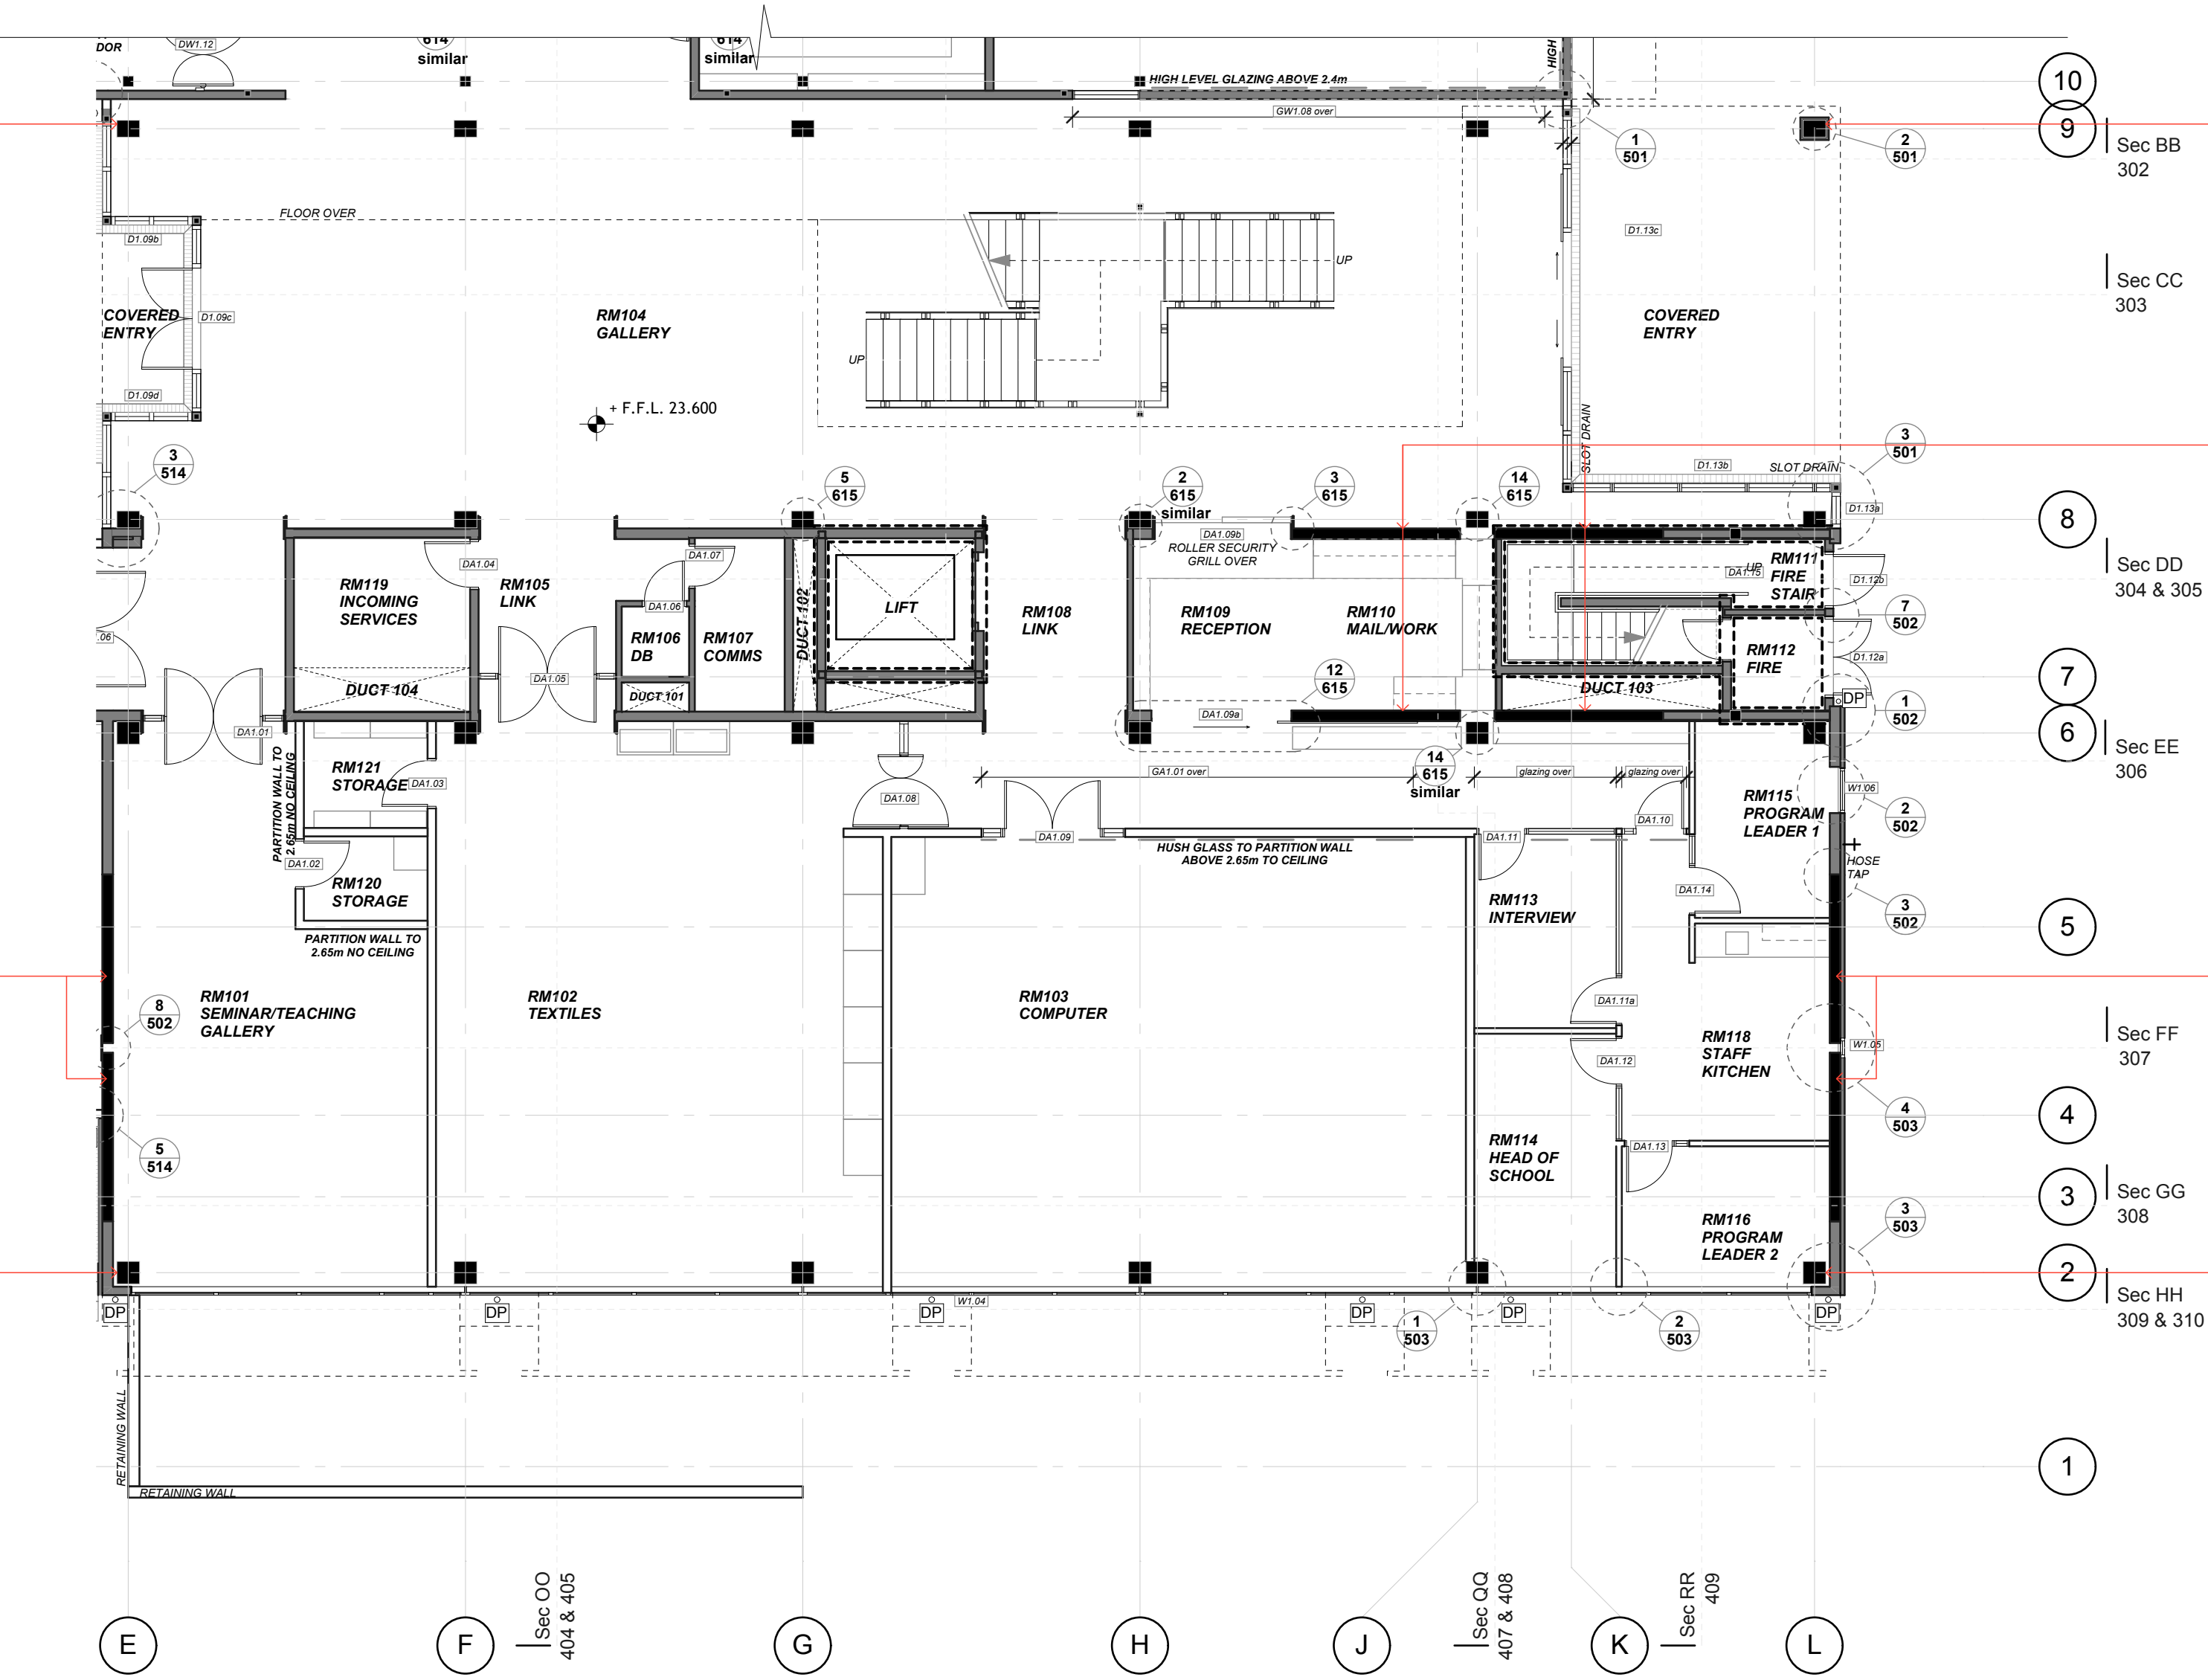 DOR
DW1.12
614
similar
614
similar
HIGH
HIGH LEVEL GLAZING ABOVE 2.4m
GW1.08 over
10
9
1
501
2
501
Sec BB
302
FLOOR OVER
D1.09b
D1.13c
UP
Sec CC
303
COVERED
ENTRY
D1.09c
RM104
GALLERY
COVERED
ENTRY
UP
D1.09d
+ F.F.L. 23.600
SLOT DRAIN
3
514
5
615
2
615
similar
3
615
14
615
D1.13b
SLOT DRAIN
3
501
D1.13a
8
DA1.09b
ROLLER SECURITY
GRILL OVER
DA1.04
DA1.07
RM119
INCOMING
SERVICES
RM105
LINK
DA1.06
RM106
DB
RM107
COMMS
DUCT 102
LIFT
RM108
LINK
RM109
RECEPTION
RM110
MAIL/WORK
DA1.15
UP
RM111
FIRE
STAIR
D1.12b
Sec DD
304 & 305
7
502
RM112
FIRE
D1.12a
.06
DUCT 104
DA1.05
DUCT 101
12
615
DUCT 103
DP
7
1
502
DA1.01
DA1.09a
6
Sec EE
306
PARTITION WALL TO
2.65m NO CEILING
RM121
STORAGE
DA1.03
DA1.08
GA1.01 over
14
615
similar
glazing over
glazing over
W1.06
RM115
PROGRAM
LEADER 1
2
502
DA1.10
DA1.09
DA1.11
HUSH GLASS TO PARTITION WALL
ABOVE 2.65m TO CEILING
HOSE
TAP
DA1.02
RM120
STORAGE
DA1.14
RM113
INTERVIEW
3
502
5
PARTITION WALL TO
2.65m NO CEILING
RM101
SEMINAR/TEACHING
GALLERY
8
502
RM102
TEXTILES
RM103
COMPUTER
DA1.11a
RM118
STAFF
KITCHEN
W1.05
Sec FF
307
DA1.12
4
503
4
5
514
RM114
HEAD OF
SCHOOL
DA1.13
3
Sec GG
308
RM116
PROGRAM
LEADER 2
3
503
2
Sec HH
309 & 310
DP
DP
DP
W1.04
DP
DP
DP
1
503
2
503
RETAINING WALL
RETAINING WALL
1
E
F
Sec OO
404 & 405
G
H
J
Sec QQ
407 & 408
K
Sec RR
409
L